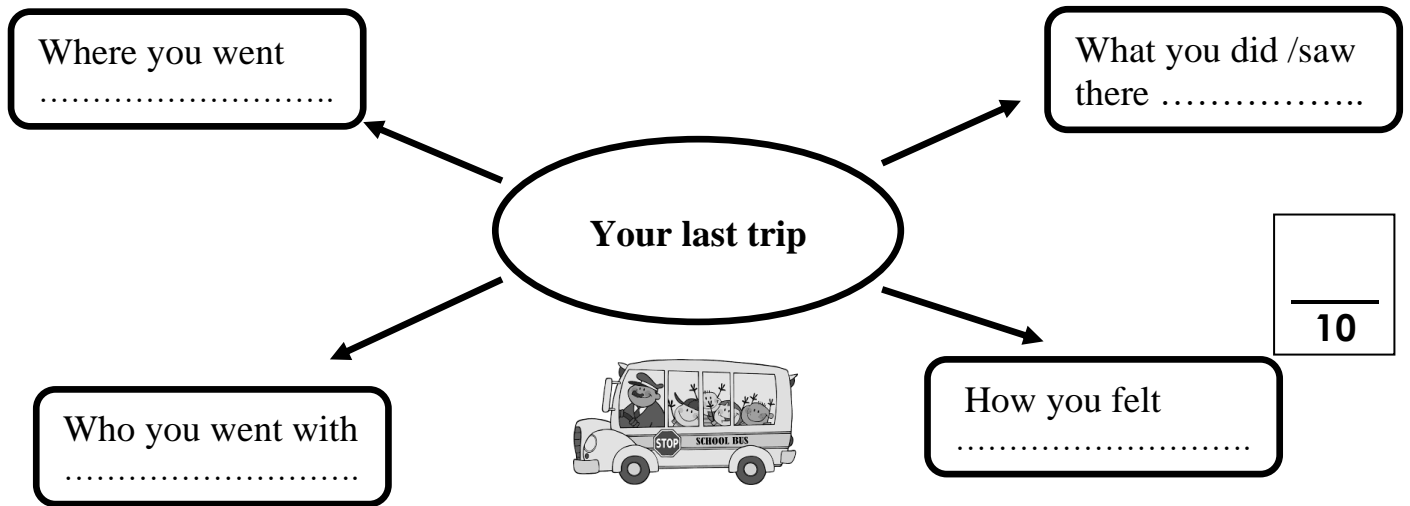 Where you went
………………………….
What you did /saw
there ………………..
Your last trip
10
Who you went with
………………………….
How you felt
………………………….
STOP
SCHOOL BUS